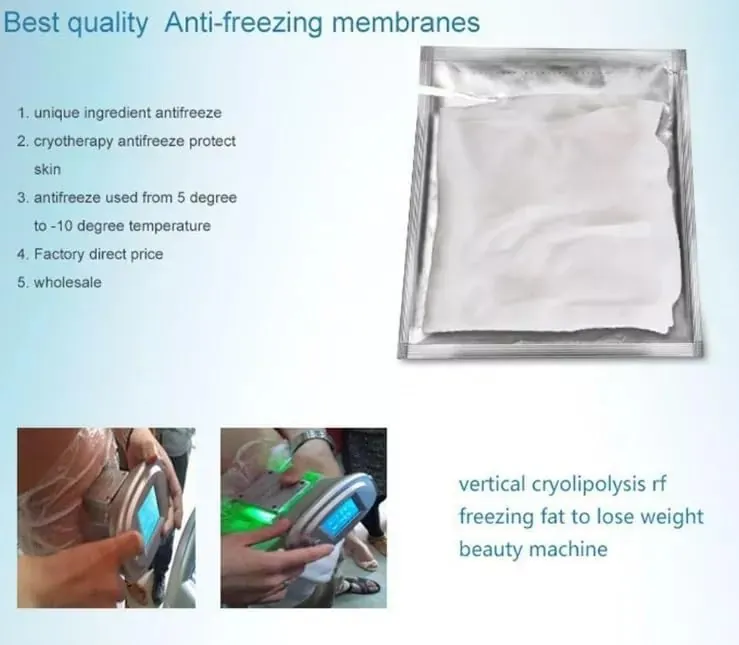 Best quality Anti-freezing membranes
1. unique ingredient antifreeze
2. cryotherapy antifreeze protect
skin
3. antifreeze used from 5 degree
to -10 degree temperature
4. Factory direct price
5. wholesale
vertical cryolipolysis rf
freezing fat to lose weight
beauty machine